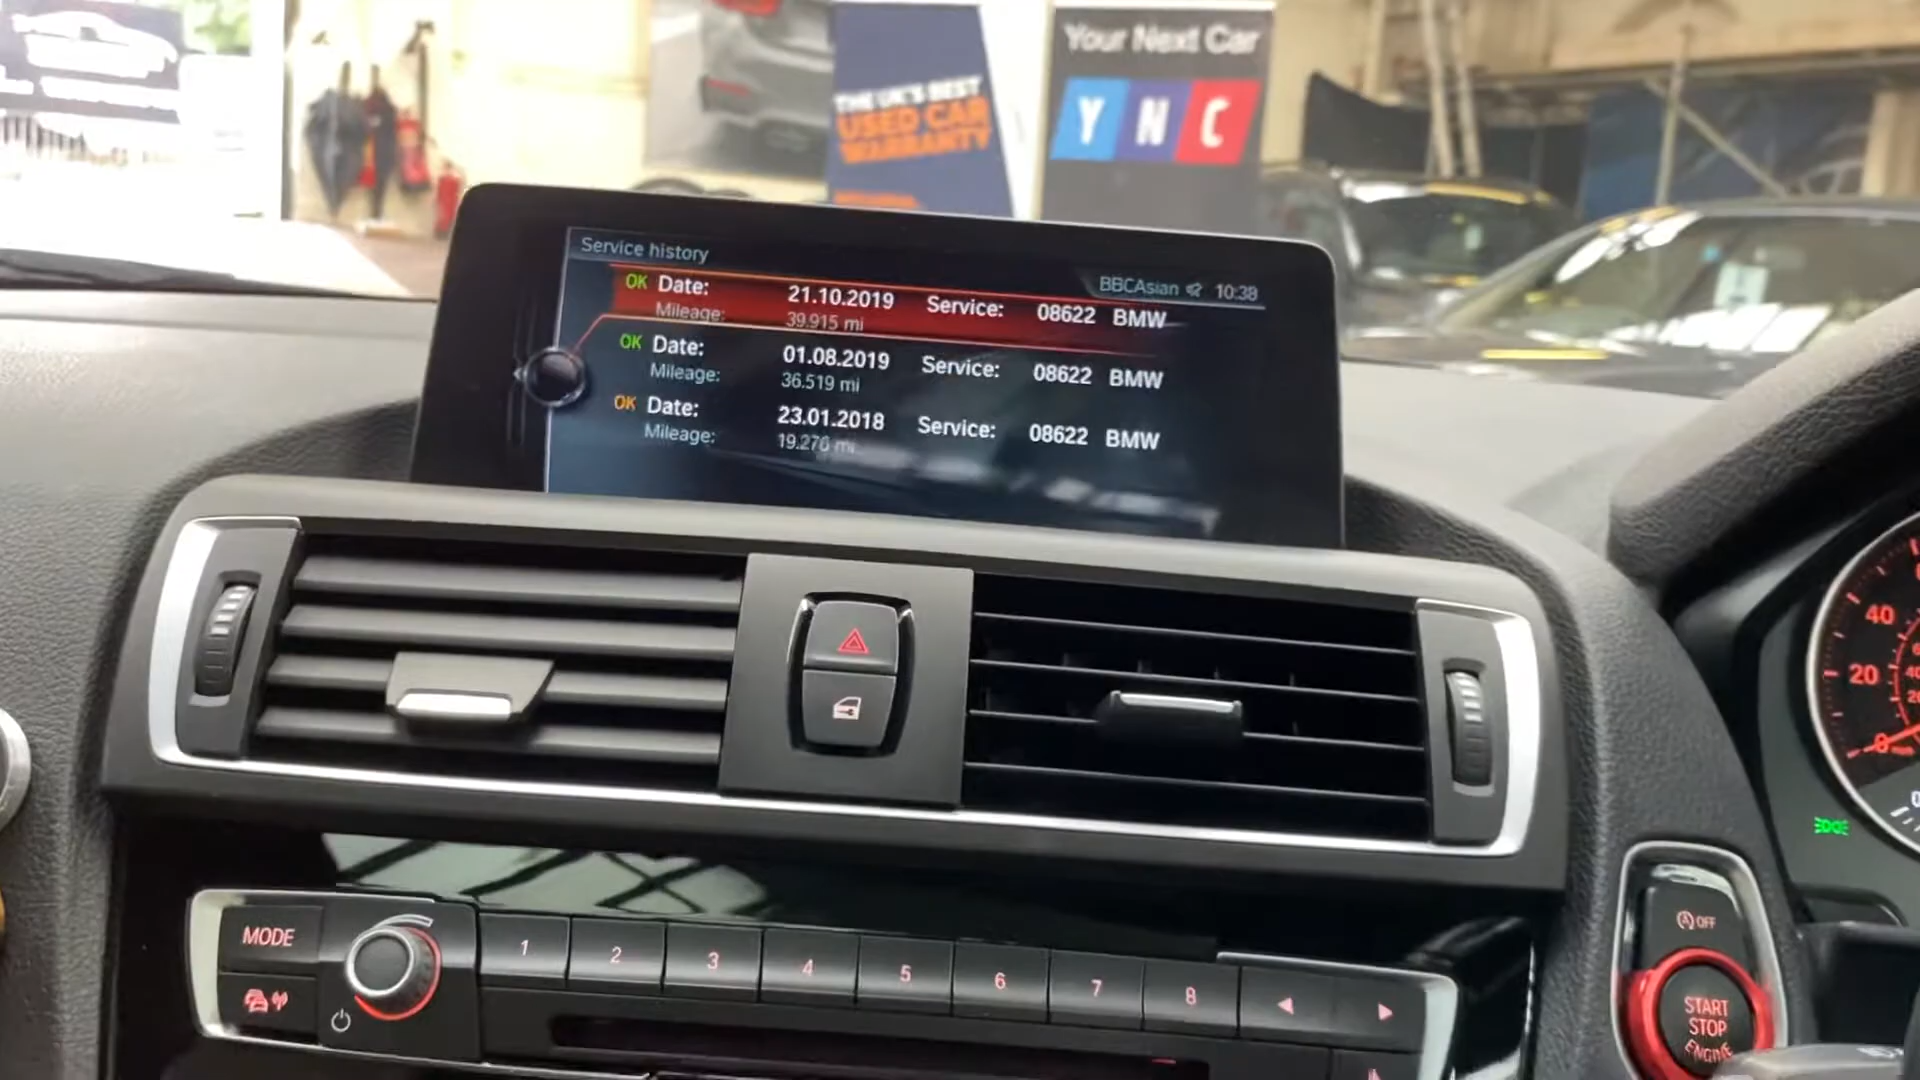 Your Next Car
THE UK'S BEST
USED CAR
WARRANTY
Y N C
Service history
BBCAsian 10:38
OK Date: 21.10.2019 Service: 08622 BMW
Mileage: 39.915 mi
OK Date: 01.08.2019 Service: 08622 BMW
Mileage: 36.519 mi
OK Date: 23.01.2018 Service: 08622 BMW
Mileage: 19.276 mi
40
20
0
MODE
1 2 3 4 5 6 7 8
OFF
START
STOP
ENGINE